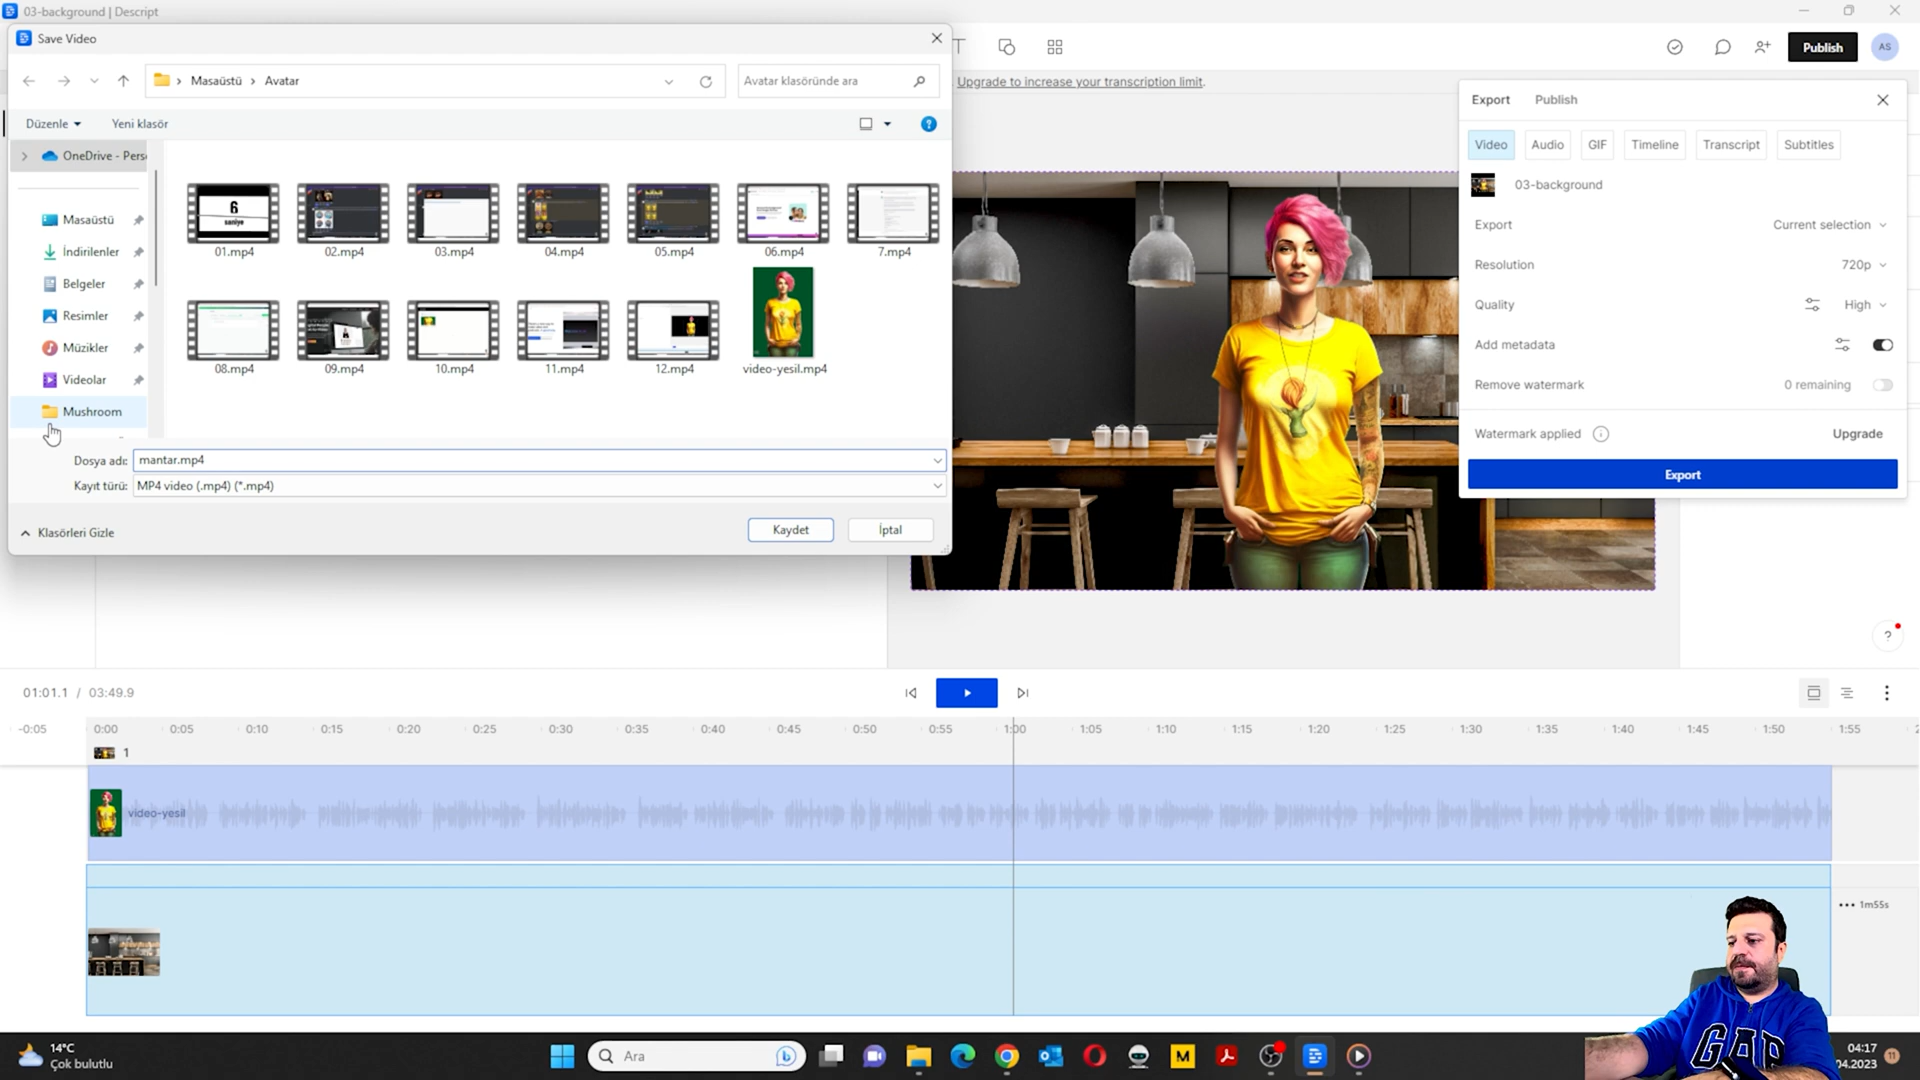 03-background | Descript
Save Video
Masaüstü > Avatar
Avatar klasöründe ara
Düzenle
Yeni klasör
OneDrive - Pers
Masaüstü
İndirilenler
Belgeler
Resimler
Müzikler
Videolar
Mushroom
6
saniye
01.mp4
02.mp4
03.mp4
04.mp4
05.mp4
06.mp4
7.mp4
08.mp4
09.mp4
10.mp4
11.mp4
12.mp4
video-yesil.mp4
Dosya adı: mantar.mp4
Kayıt türü: MP4 video (.mp4) (*.mp4)
Klasörleri Gizle
Kaydet
İptal
Publish
AS
Upgrade to increase your transcription limit.
Export
Publish
Video
Audio
GIF
Timeline
Transcript
Subtitles
03-background
Export
Current selection
Resolution
720p
Quality
High
Add metadata
Remove watermark
0 remaining
Watermark applied
Upgrade
Export
?
01:01.1 / 03:49.9
-0:05 0:00 0:05 0:10 0:15 0:20 0:25 0:30 0:35 0:40 0:45 0:50 0:55 1:00 1:05 1:10 1:15 1:20 1:25 1:30 1:35 1:40 1:45 1:50 1:55
1
video-yesil
1m55s
GAP
14°C
Çok bulutlu
Ara
M
04:17
04.2023
11